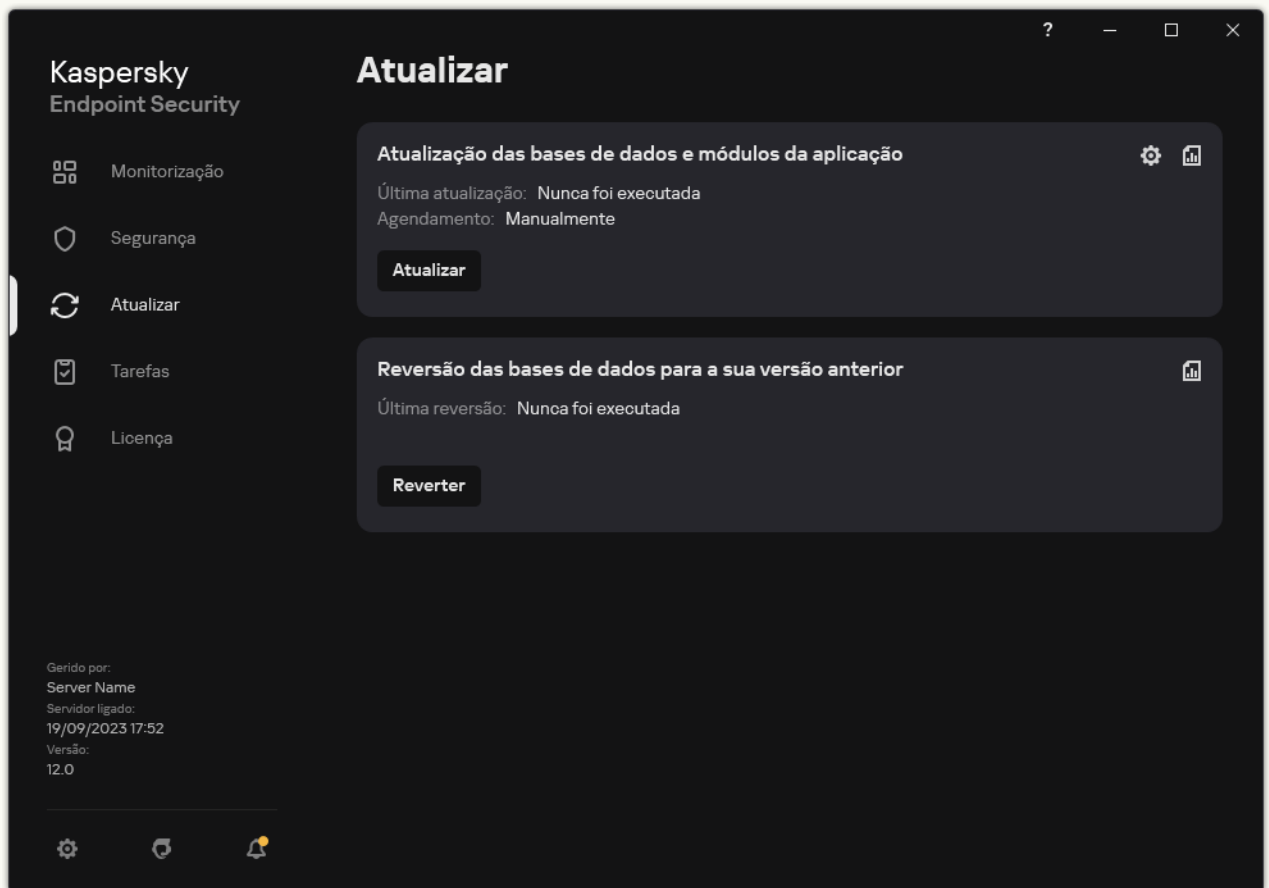 ?
Kaspersky
Endpoint Security
Monitorização
Segurança
Atualizar
Tarefas
Licença
Gerido por:
Server Name
Servidor ligado:
19/09/2023 17:52
Versão:
12.0
Atualizar
Atualização das bases de dados e módulos da aplicação
Última atualização: Nunca foi executada
Agendamento: Manualmente
Atualizar
Reversão das bases de dados para a sua versão anterior
Última reversão: Nunca foi executada
Reverter